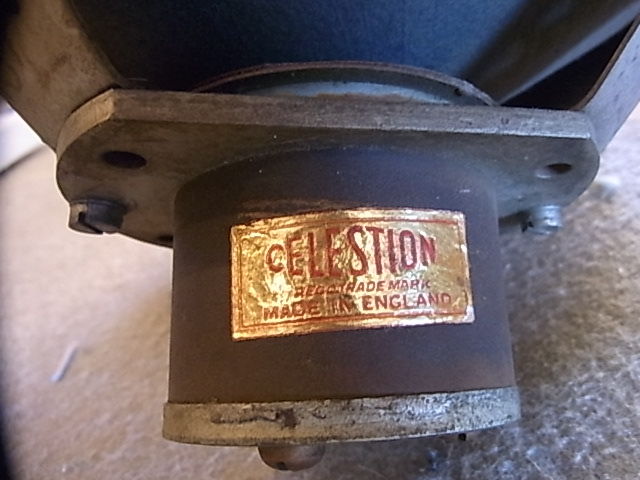 CELESTION
REGD TRADE MARK
MADE IN ENGLAND